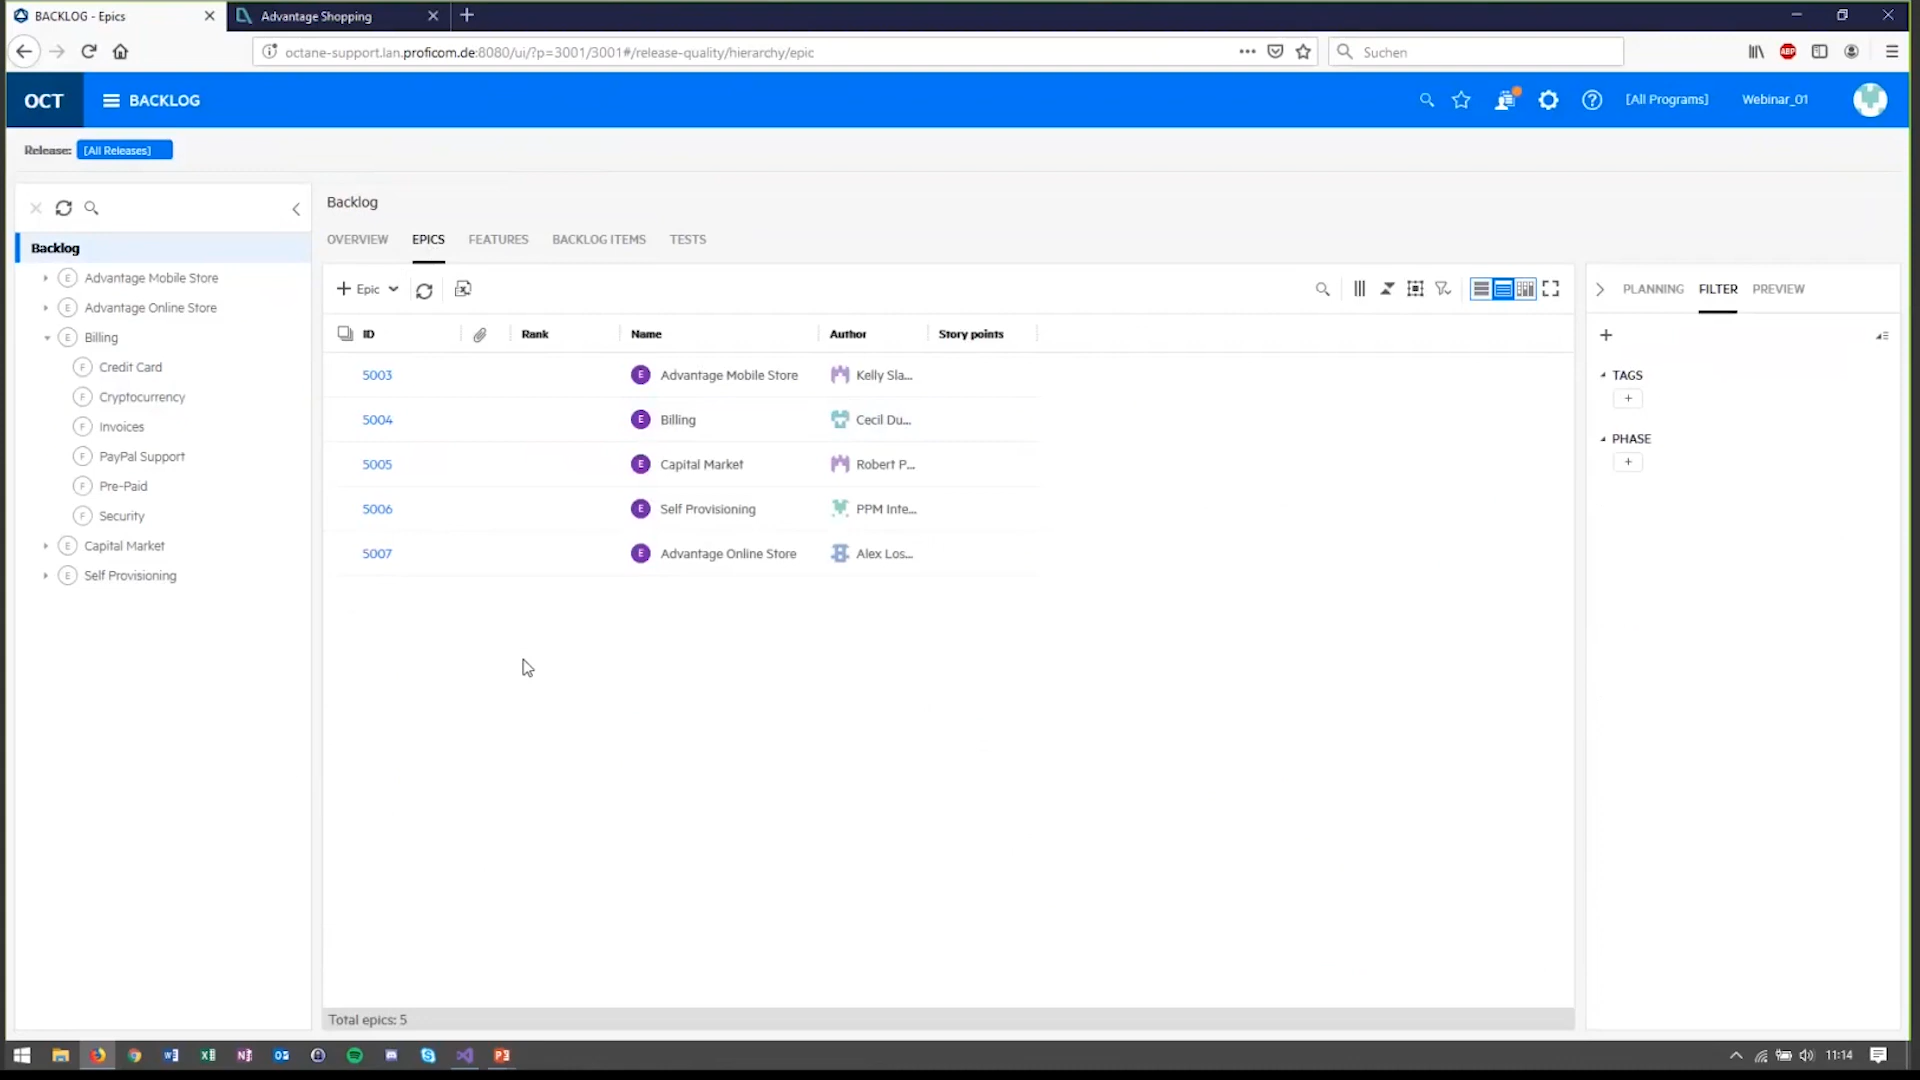 BACKLOG - Epics
Advantage Shopping
octane-support.lan.proficom.de:8080/ui/?p=3001/3001#/release-quality/hierarchy/epic
Suchen
ABP
OCT
BACKLOG
[All Programs]
Webinar_01
Release: [All Releases]
Backlog
E Advantage Mobile Store
E Advantage Online Store
E Billing
F Credit Card
F Cryptocurrency
F Invoices
F PayPal Support
F Pre-Paid
F Security
E Capital Market
E Self Provisioning
Backlog
OVERVIEW EPICS FEATURES BACKLOG ITEMS TESTS
+ Epic
ID Rank Name Author Story points
5003 E Advantage Mobile Store Kelly Sla...
5004 E Billing Cecil Du...
5005 E Capital Market Robert P...
5006 E Self Provisioning PPM Inte...
5007 E Advantage Online Store Alex Los...
Total epics: 5
PLANNING FILTER PREVIEW
+
TAGS
+
PHASE
+
11:14